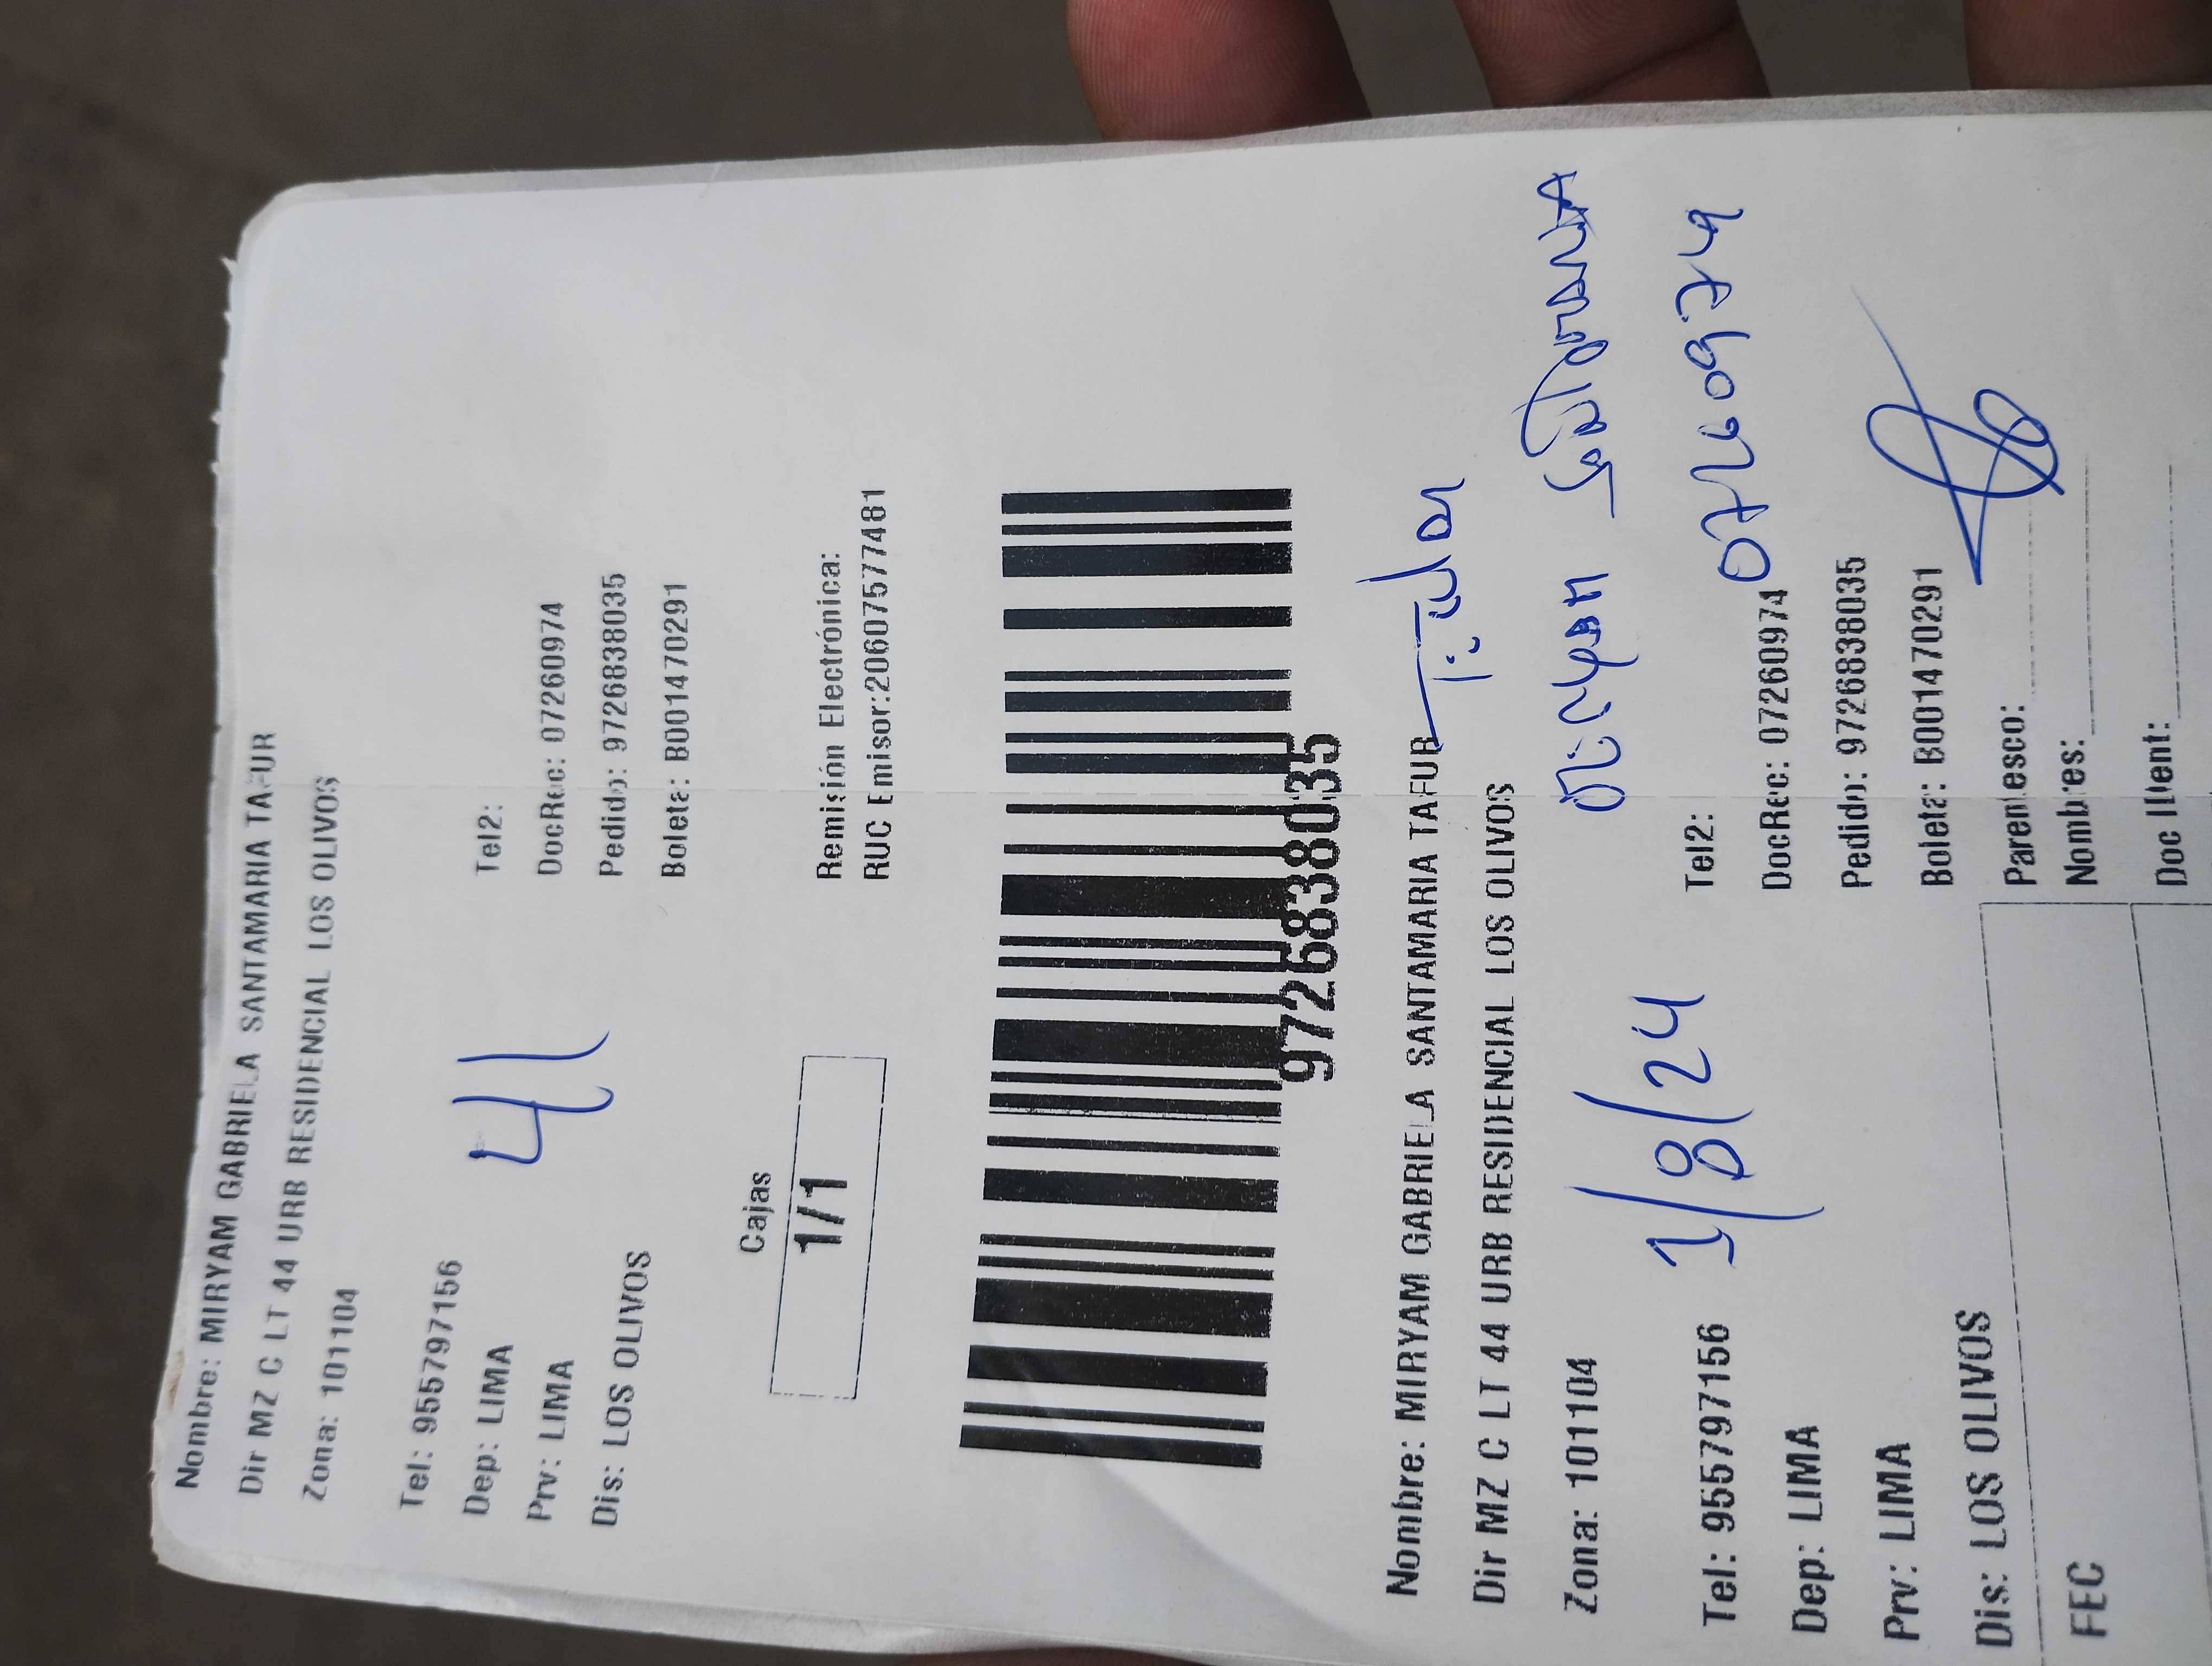 Nombre: MIRYAM GABRIELA SANTAMARIA TAFUR
Dir MZ C LT 44 URB RESIDENCIAL LOS OLIVOS
Zona: 101104
Tel: 955797156
Tel2:
Dep: LIMA
DocRec: 07260974
Prv: LIMA
Pedido: 9726838035
Dis: LOS OLIVOS
Boleta: B001470291
44
Cajas
1/1
Remisión Electrónica:
RUC Emisor:20607577481
9726838035
Nombre: MIRYAM GABRIELA SANTAMARIA TAFUR
Titular
Dir MZ C LT 44 URB RESIDENCIAL LOS OLIVOS
Zona: 101104
Miryam Santamaria
1/8/24
07260974
Tel: 955797156
Tel2:
Dep: LIMA
DocRec: 07260974
Prv: LIMA
Pedido: 9726838035
Dis: LOS OLIVOS
Boleta: B001470291
Parentesco:
FEC
Nombres:
Doc IDent: